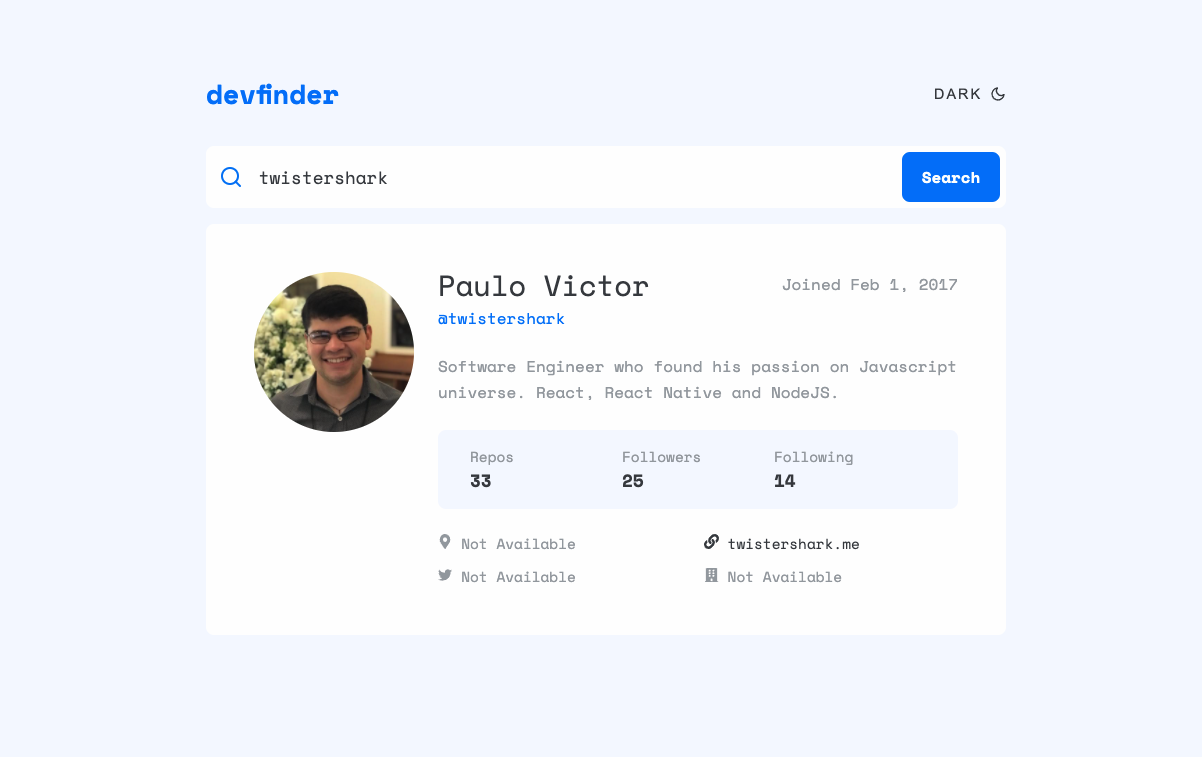 devfinder
DARK
twistershark
Search
Paulo Victor
Joined Feb 1, 2017
@twistershark
Software Engineer who found his passion on Javascript
universe. React, React Native and NodeJS.
Repos
Followers
Following
33
25
14
Not Available
twistershark.me
Not Available
Not Available